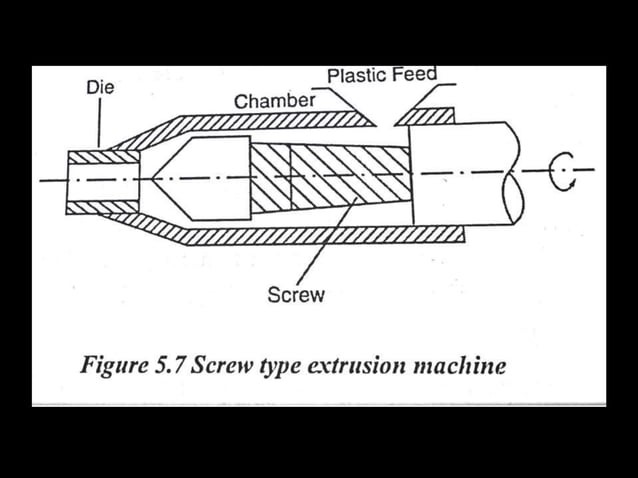 Plastic Feed
Die
Chamber
Screw
Figure 5.7 Screw type extrusion machine